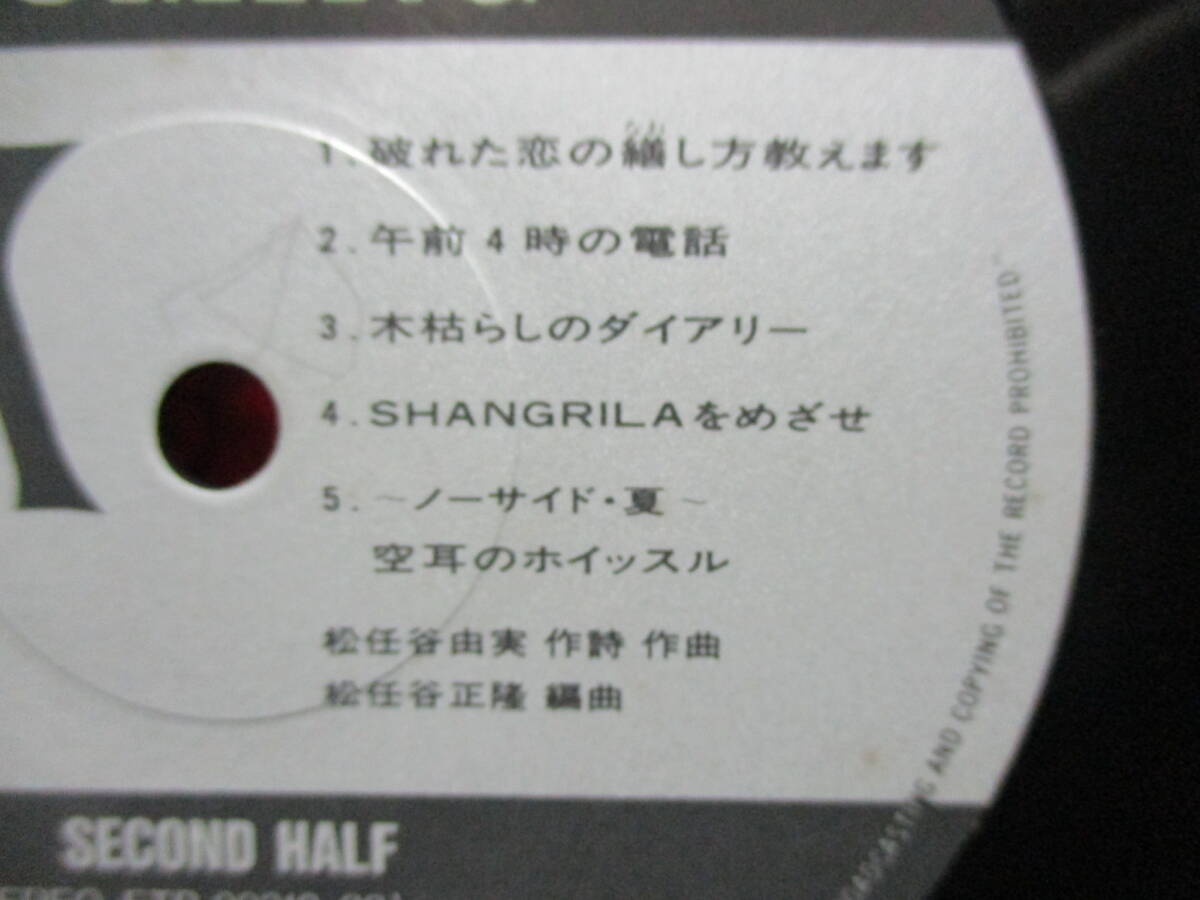 1. 破れた恋の繕し方教えます
2. 午前4時の電話
3. 木枯らしのダイアリー
4. SHANGRILAをめざせ
5. ～ノーサイド・夏～
空耳のホイッスル
松任谷由実 作詩 作曲
松任谷正隆 編曲
SECOND HALF
AND COPYING OF THE RECORD PROHIBITED"